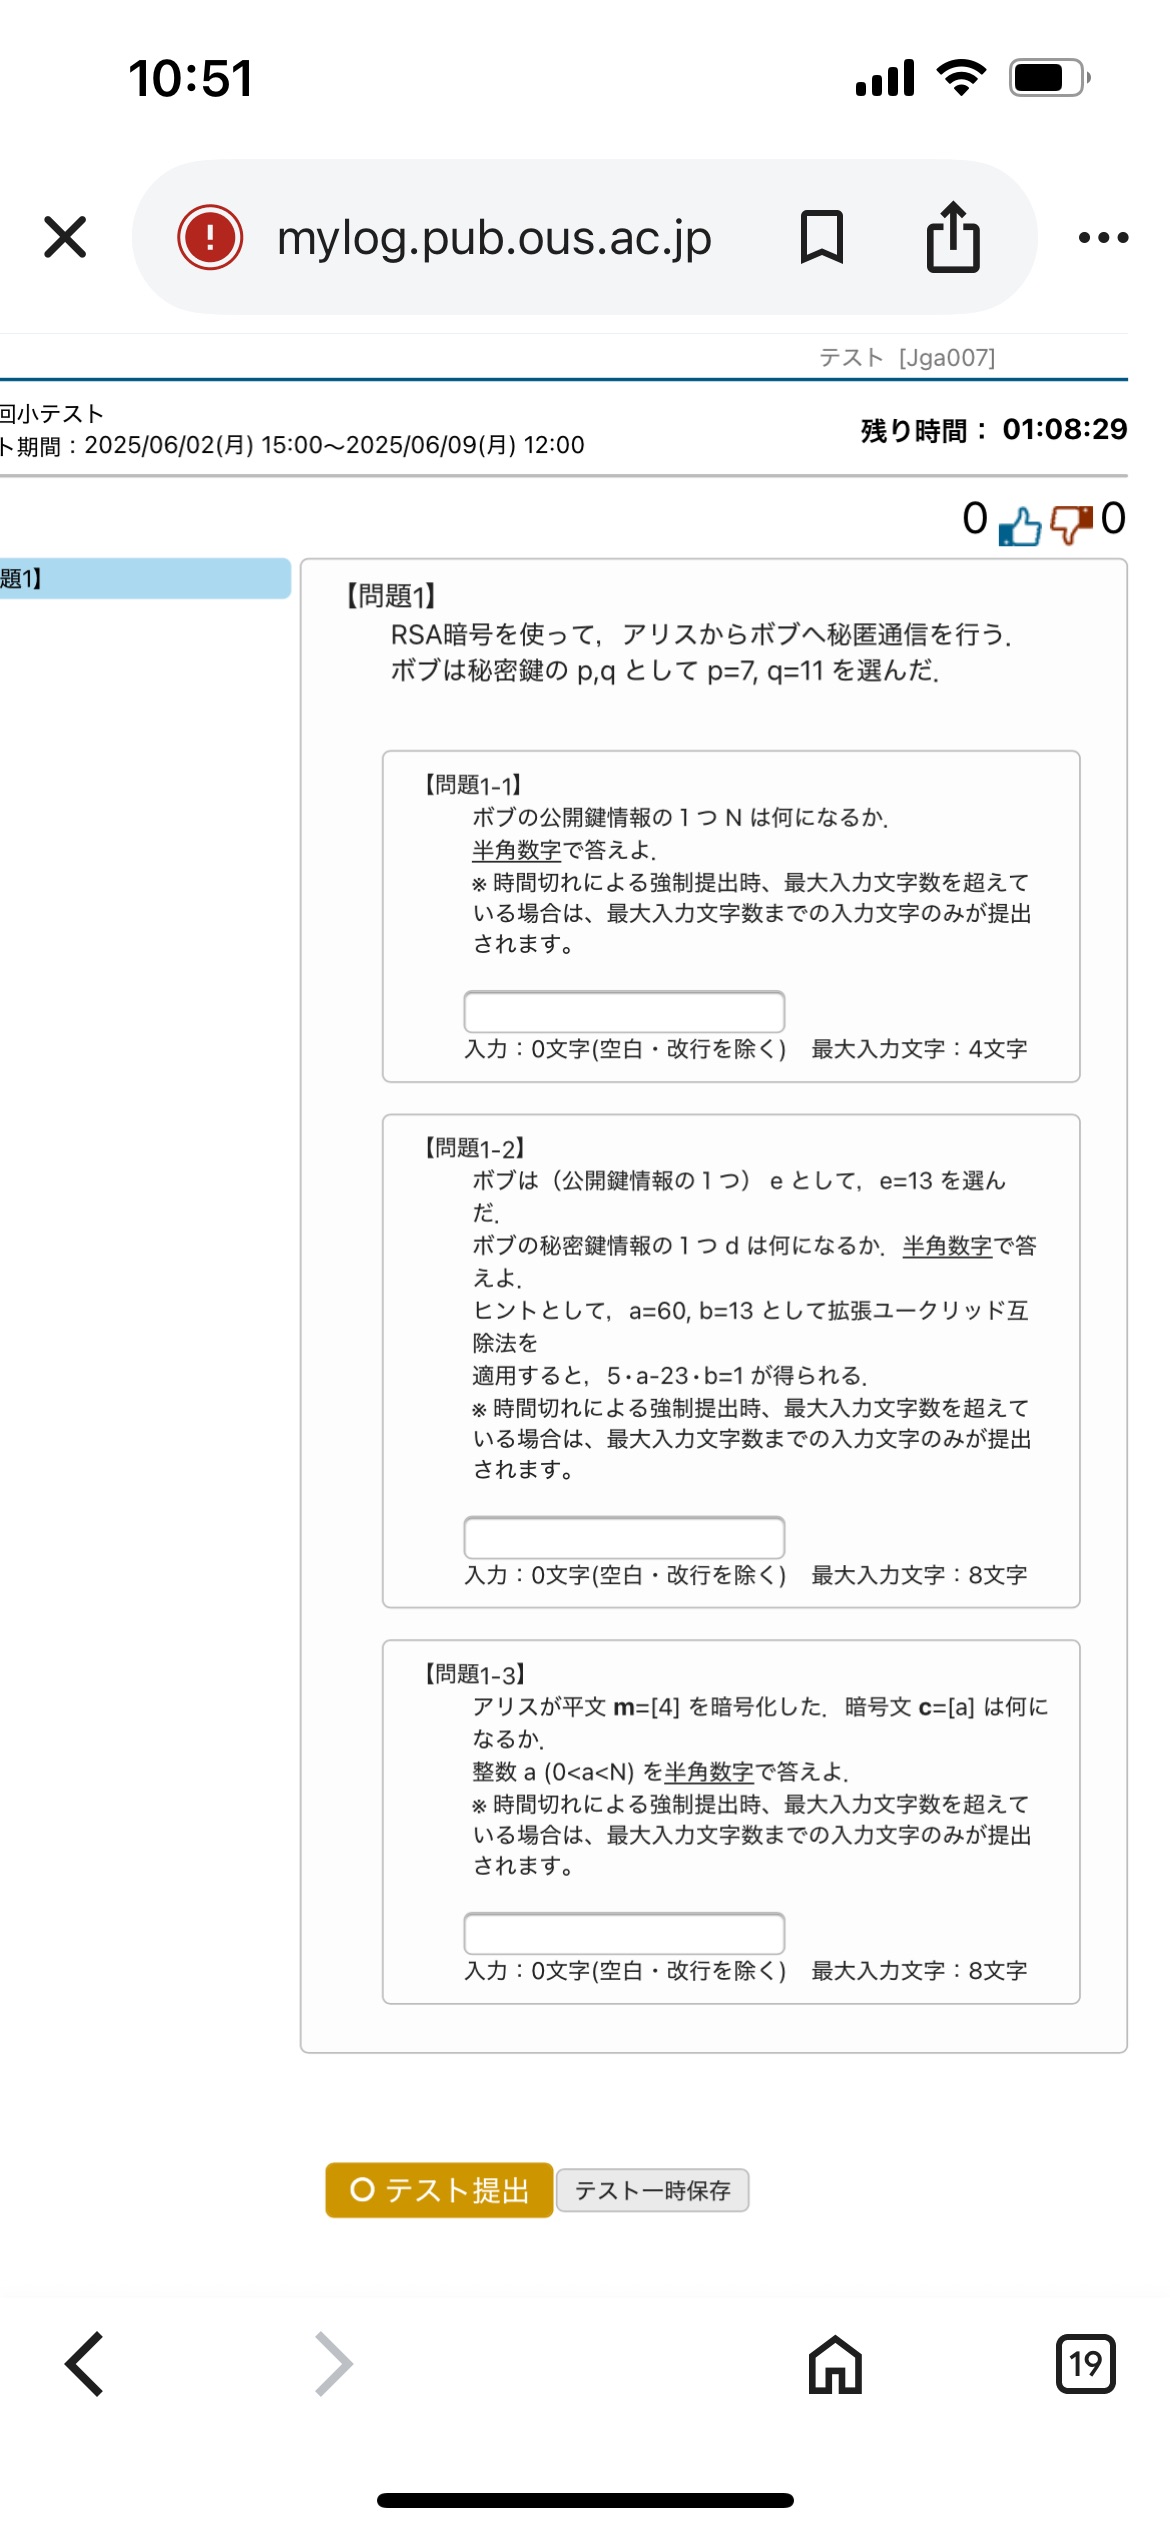 10:51
mylog.pub.ous.ac.jp
テスト [Jga007]
回小テスト
ト期間：2025/06/02(月) 15:00〜2025/06/09(月) 12:00
残り時間： 01:08:29
0 0
題1】
【問題1】
RSA暗号を使って，アリスからボブへ秘匿通信を行う．
ボブは秘密鍵の p,q として p=7, q=11 を選んだ．
【問題1-1】
ボブの公開鍵情報の１つ N は何になるか．
半角数字で答えよ．
※ 時間切れによる強制提出時、最大入力文字数を超えて
いる場合は、最大入力文字数までの入力文字のみが提出
されます。
入力：0文字(空白・改行を除く) 最大入力文字：4文字
【問題1-2】
ボブは（公開鍵情報の１つ） e として，e=13 を選ん
だ．
ボブの秘密鍵情報の１つ d は何になるか．半角数字で答
えよ．
ヒントとして，a=60, b=13 として拡張ユークリッド互
除法を
適用すると，5・a-23・b=1 が得られる．
※ 時間切れによる強制提出時、最大入力文字数を超えて
いる場合は、最大入力文字数までの入力文字のみが提出
されます。
入力：0文字(空白・改行を除く) 最大入力文字：8文字
【問題1-3】
アリスが平文 m=[4] を暗号化した．暗号文 c=[a] は何に
なるか．
整数 a (0<a<N) を半角数字で答えよ．
※ 時間切れによる強制提出時、最大入力文字数を超えて
いる場合は、最大入力文字数までの入力文字のみが提出
されます。
入力：0文字(空白・改行を除く) 最大入力文字：8文字
テスト提出 テスト一時保存
19